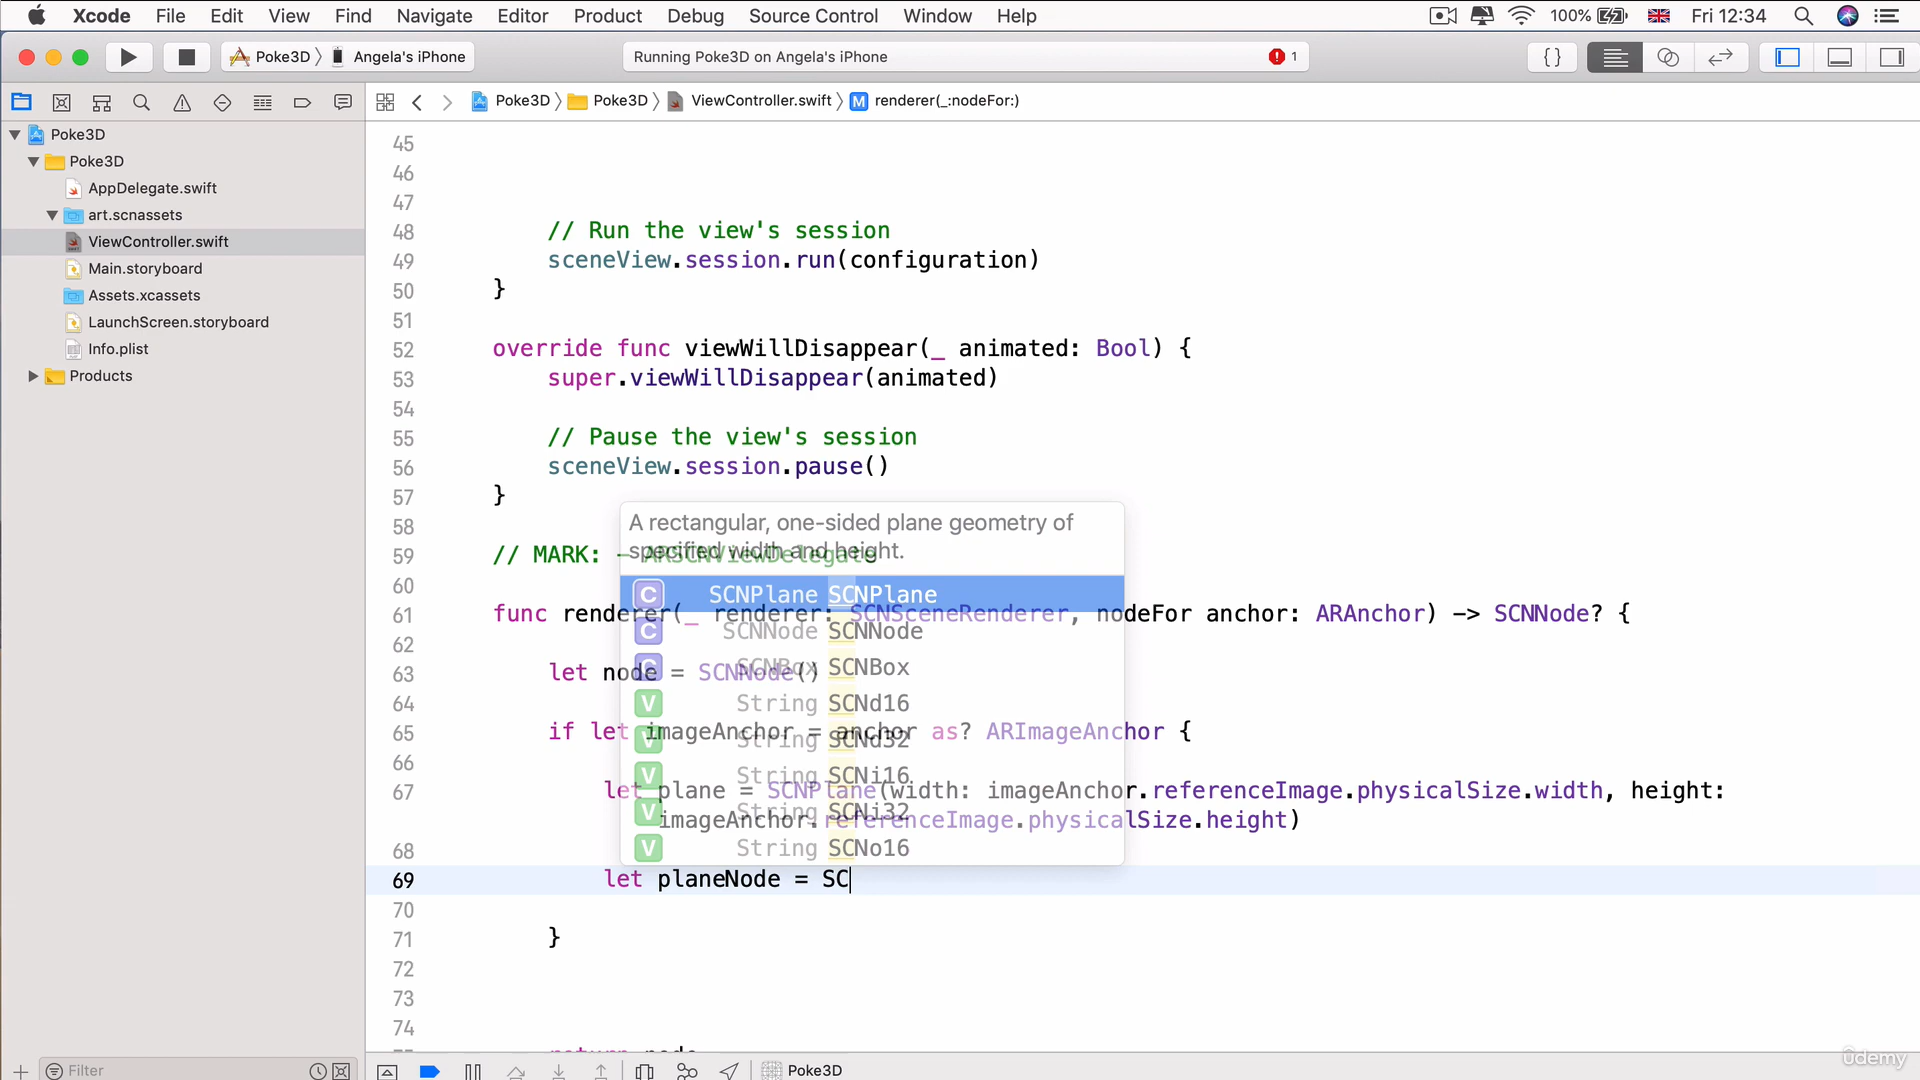 Xcode File Edit View Find Navigate Editor Product Debug Source Control Window Help 100% Fri 12:34
Poke3D Angela's iPhone Running Poke3D on Angela's iPhone 1
Poke3D Poke3D ViewController.swift M renderer(_:nodeFor:)
Poke3D
Poke3D
AppDelegate.swift
art.scnassets
ViewController.swift
Main.storyboard
Assets.xcassets
LaunchScreen.storyboard
Info.plist
Products
45
46
47
48 // Run the view's session
49 sceneView.session.run(configuration)
50 }
51
52 override func viewWillDisappear(_ animated: Bool) {
53 super.viewWillDisappear(animated)
54
55 // Pause the view's session
56 sceneView.session.pause()
57 }
58
A rectangular, one-sided plane geometry of
specified width and height.
59 // MARK: - ARSCNViewDelegate
C SCNPlane SCNPlane
60
61 func renderer(_ renderer: SCNSceneRenderer, nodeFor anchor: ARAnchor) -> SCNNode? {
C SCNNode SCNNode
62
63 let node = SCNNode()
C SCNBox SCNBox
64
V String SCNd16
65 if let imageAnchor = anchor as? ARImageAnchor {
V String SCNd32
66
V String SCNi16
67 let plane = SCNPlane(width: imageAnchor.referenceImage.physicalSize.width, height:
imageAnchor.referenceImage.physicalSize.height)
V String SCNi32
68
V String SCNo16
69 let planeNode = SC
70
71 }
72
73
74
return node
Filter
Poke3D
ûdemy